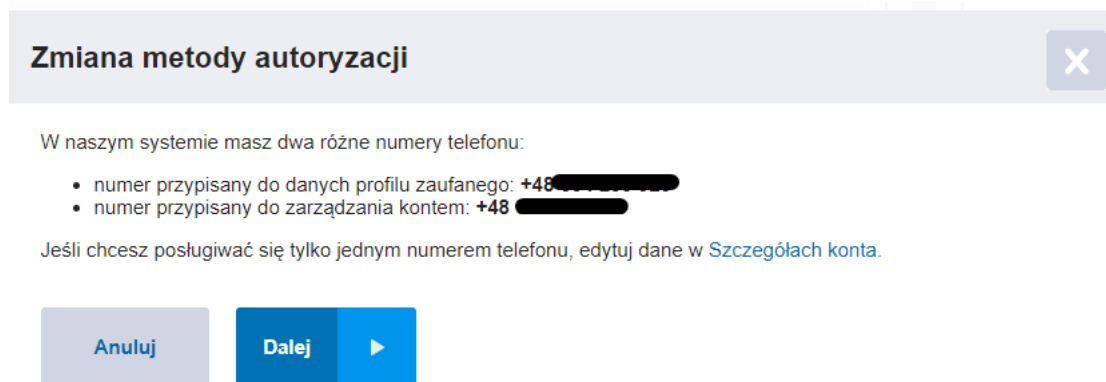 Zmiana metody autoryzacji
W naszym systemie masz dwa różne numery telefonu:
• numer przypisany do danych profilu zaufanego: +48
• numer przypisany do zarządzania kontem: +48
Jeśli chcesz posługiwać się tylko jednym numerem telefonu, edytuj dane w Szczegółach konta.
Anuluj
Dalej